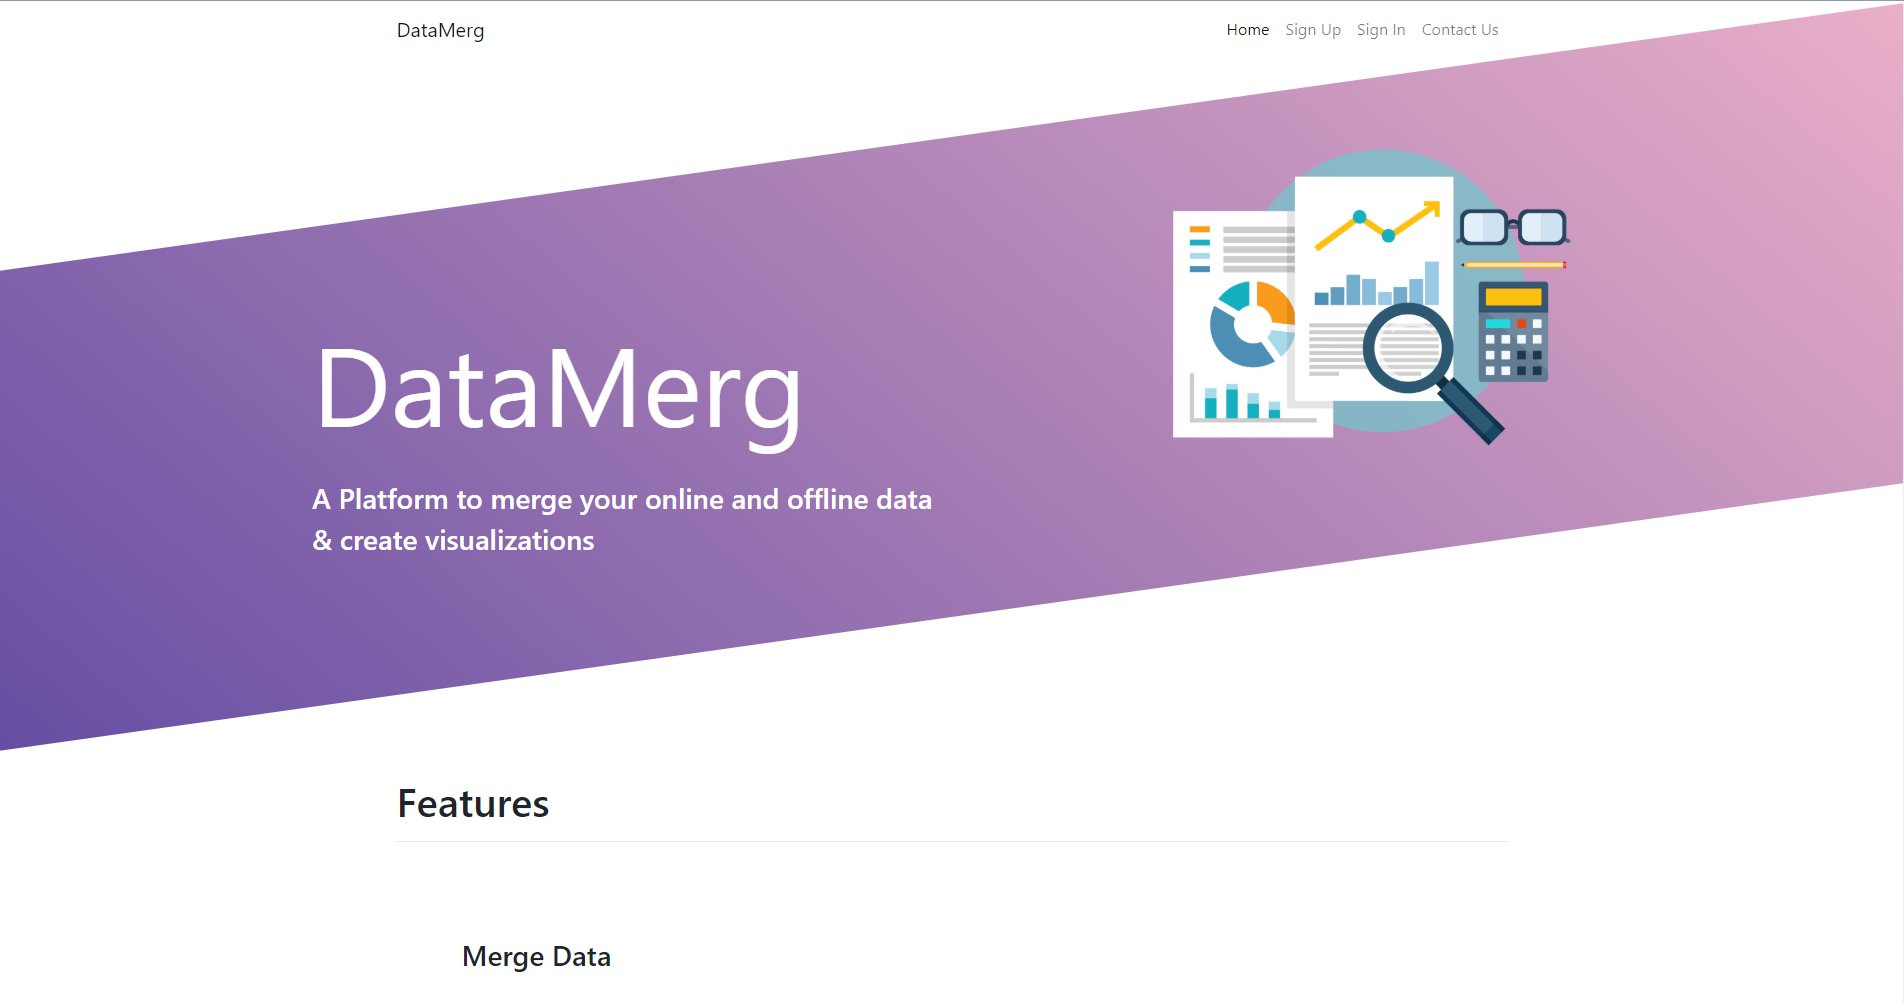 DataMerg
Home Sign Up Sign In Contact Us
DataMerg
A Platform to merge your online and offline data
& create visualizations
Features
Merge Data